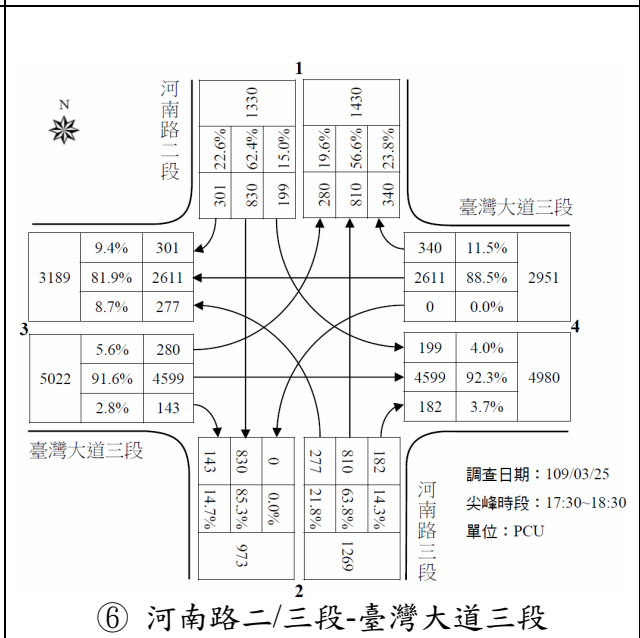 1
N
河南路二段
1330
22.6% 62.4% 15.0%
301 830 199
1430
19.6% 56.6% 23.8%
280 810 340
臺灣大道三段
3189
9.4% 301
81.9% 2611
8.7% 277
340 11.5%
2611 88.5%
0 0.0%
2951
3
4
5022
5.6% 280
91.6% 4599
2.8% 143
199 4.0%
4599 92.3%
182 3.7%
4980
臺灣大道三段
143 830 0
14.7% 85.3% 0.0%
973
277 810 182
21.8% 63.8% 14.3%
1269
河南路三段
調查日期：109/03/25
尖峰時段：17:30~18:30
單位：PCU
2
⑥ 河南路二/三段-臺灣大道三段